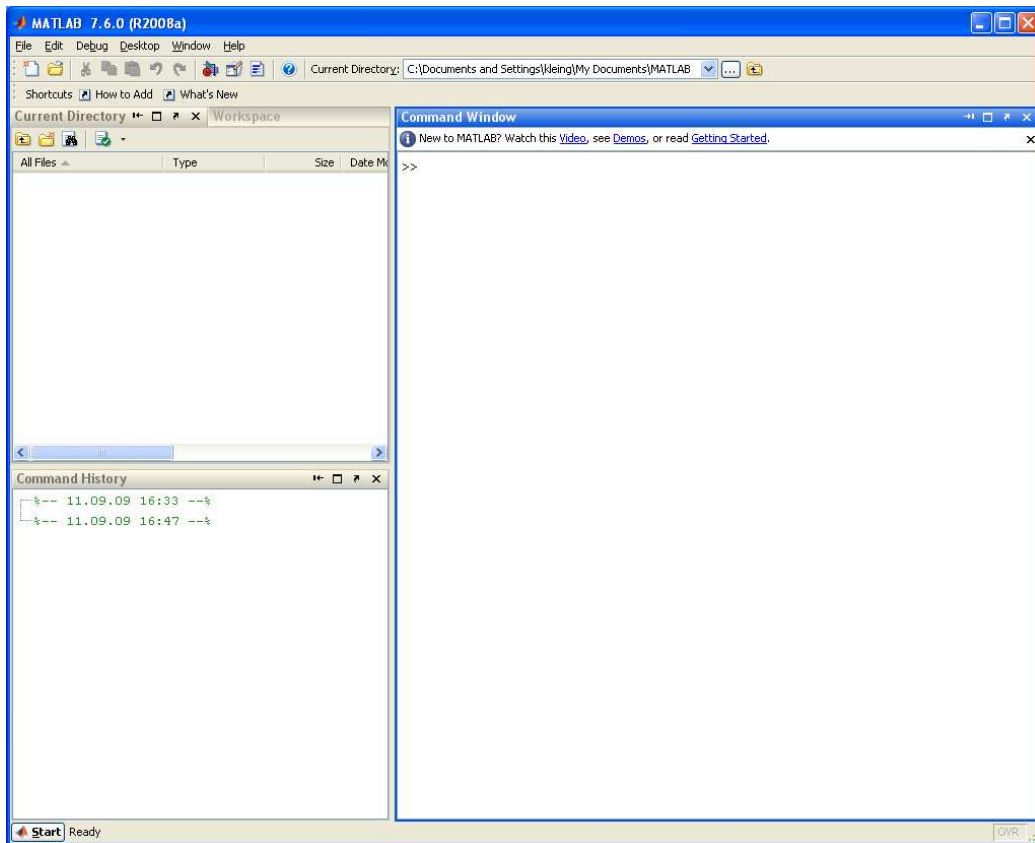 MATLAB 7.6.0 (R2008a)
File Edit Debug Desktop Window Help
Current Directory: C:\Documents and Settings\kleing\My Documents\MATLAB ...
Shortcuts How to Add What's New
Current Directory Workspace
All Files Type Size Date Mo
Command History
%-- 11.09.09 16:33 --%
%-- 11.09.09 16:47 --%
Command Window
New to MATLAB? Watch this Video, see Demos, or read Getting Started.
>>
Start Ready
OVR